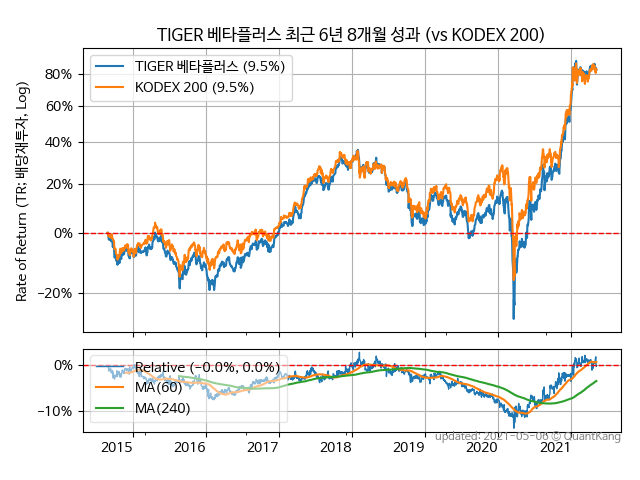 TIGER 베타플러스 최근 6년 8개월 성과 (vs KODEX 200)
Rate of Return (TR: 배당재투자, Log)
80%
60%
40%
20%
0%
−20%
TIGER 베타플러스 (9.5%)
KODEX 200 (9.5%)
0%
−10%
Relative (−0.0%, 0.0%)
MA(60)
MA(240)
updated: 2021-05-06 © QuantKang
2015 2016 2017 2018 2019 2020 2021